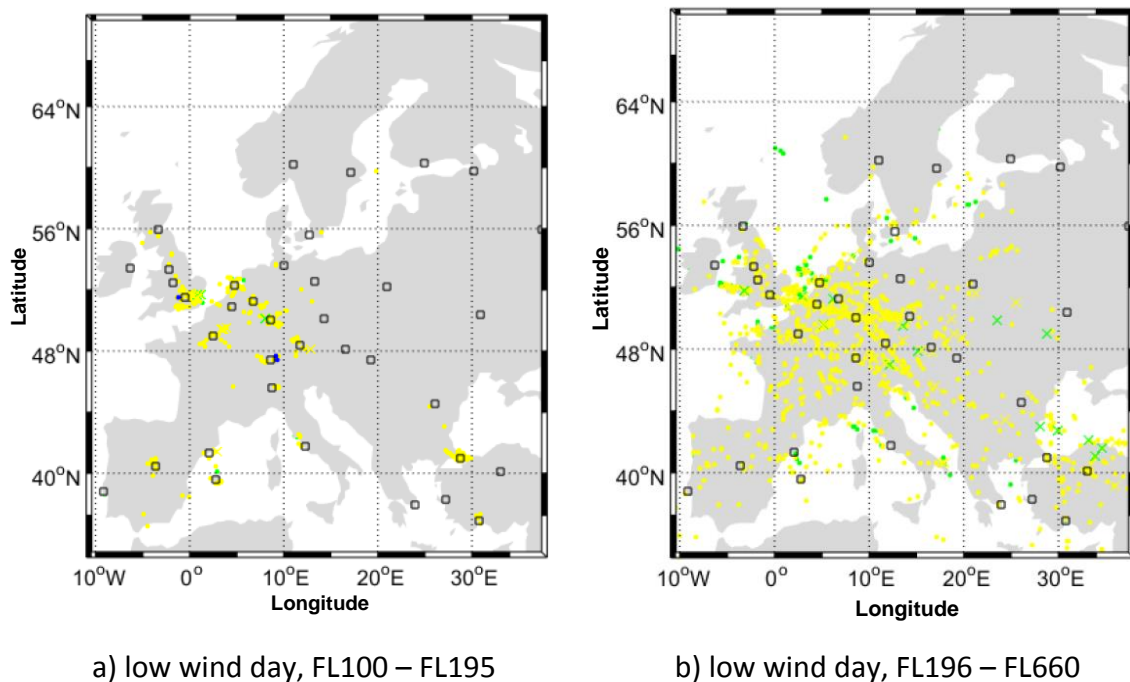 64°N
56°N
48°N
40°N
Latitude
10°W 0° 10°E 20°E 30°E
Longitude
a) low wind day, FL100 – FL195
64°N
56°N
48°N
40°N
Latitude
10°W 0° 10°E 20°E 30°E
Longitude
b) low wind day, FL196 – FL660